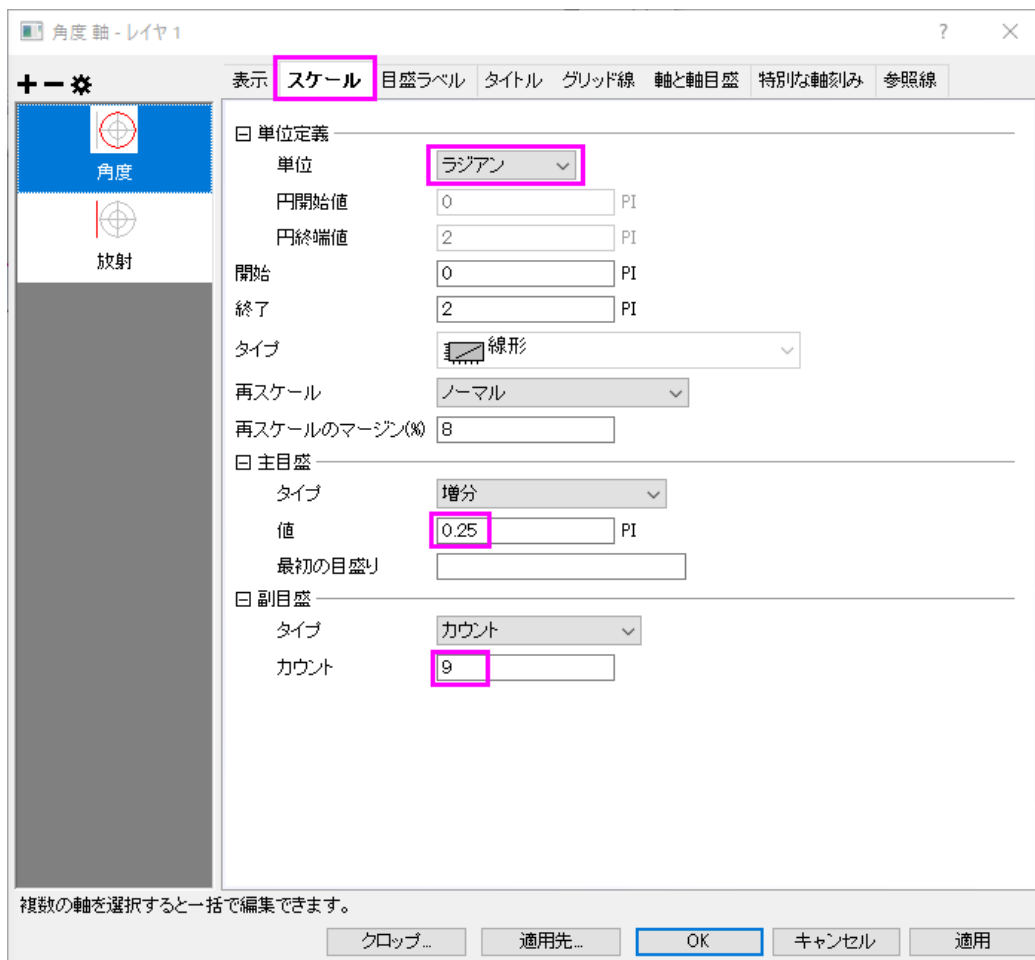 角度 軸 - レイヤ 1
? ×
表示 スケール 目盛ラベル タイトル グリッド線 軸と軸目盛 特別な軸刻み 参照線
角度
放射
単位定義
単位 ラジアン
円開始値 0 PI
円終端値 2 PI
開始 0 PI
終了 2 PI
タイプ 線形
再スケール ノーマル
再スケールのマージン(%) 8
主目盛
タイプ 増分
値 0.25 PI
最初の目盛り
副目盛
タイプ カウント
カウント 9
複数の軸を選択すると一括で編集できます。
クロップ... 適用先... OK キャンセル 適用